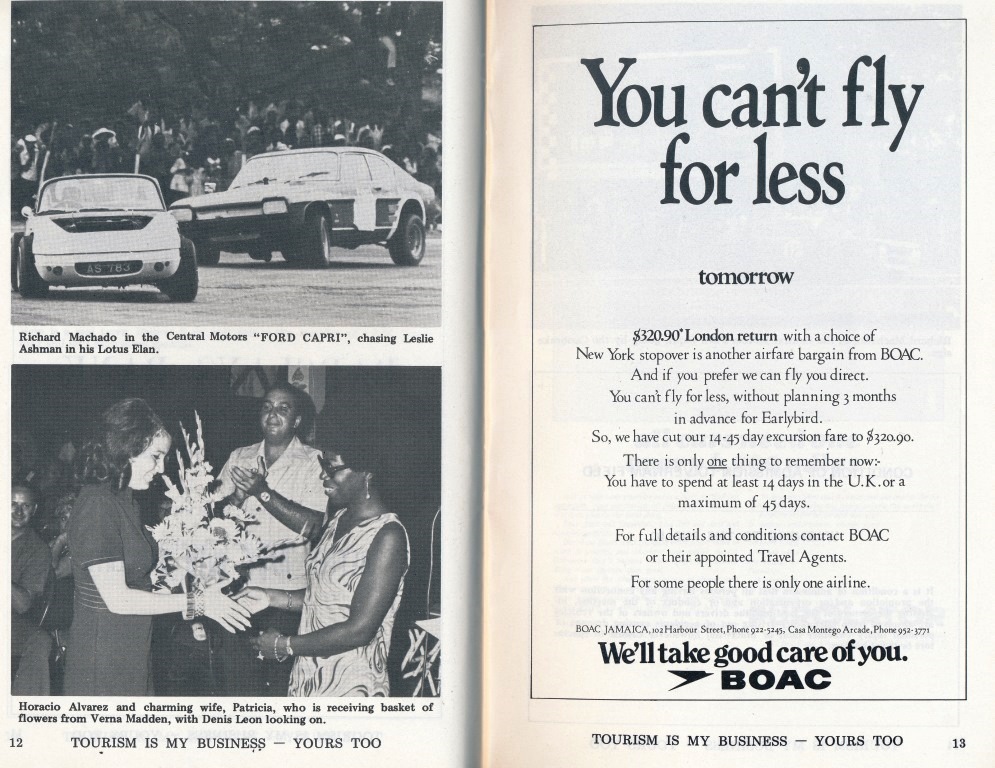 AS 783
Richard Machado in the Central Motors "FORD CAPRI", chasing Leslie
Ashman in his Lotus Elan.
Horacio Alvarez and charming wife, Patricia, who is receiving basket of
flowers from Verna Madden, with Denis Leon looking on.
12 TOURISM IS MY BUSINESS — YOURS TOO
You can't fly
for less
tomorrow
$320.90* London return with a choice of
New York stopover is another airfare bargain from BOAC.
And if you prefer we can fly you direct.
You can't fly for less, without planning 3 months
in advance for Earlybird.
So, we have cut our 14-45 day excursion fare to $320.90.
There is only one thing to remember now:-
You have to spend at least 14 days in the U.K. or a
maximum of 45 days.
For full details and conditions contact BOAC
or their appointed Travel Agents.
For some people there is only one airline.
BOAC JAMAICA, 102 Harbour Street, Phone 922-5245, Casa Montego Arcade, Phone 952-3771
We'll take good care of you.
BOAC
TOURISM IS MY BUSINESS — YOURS TOO 13